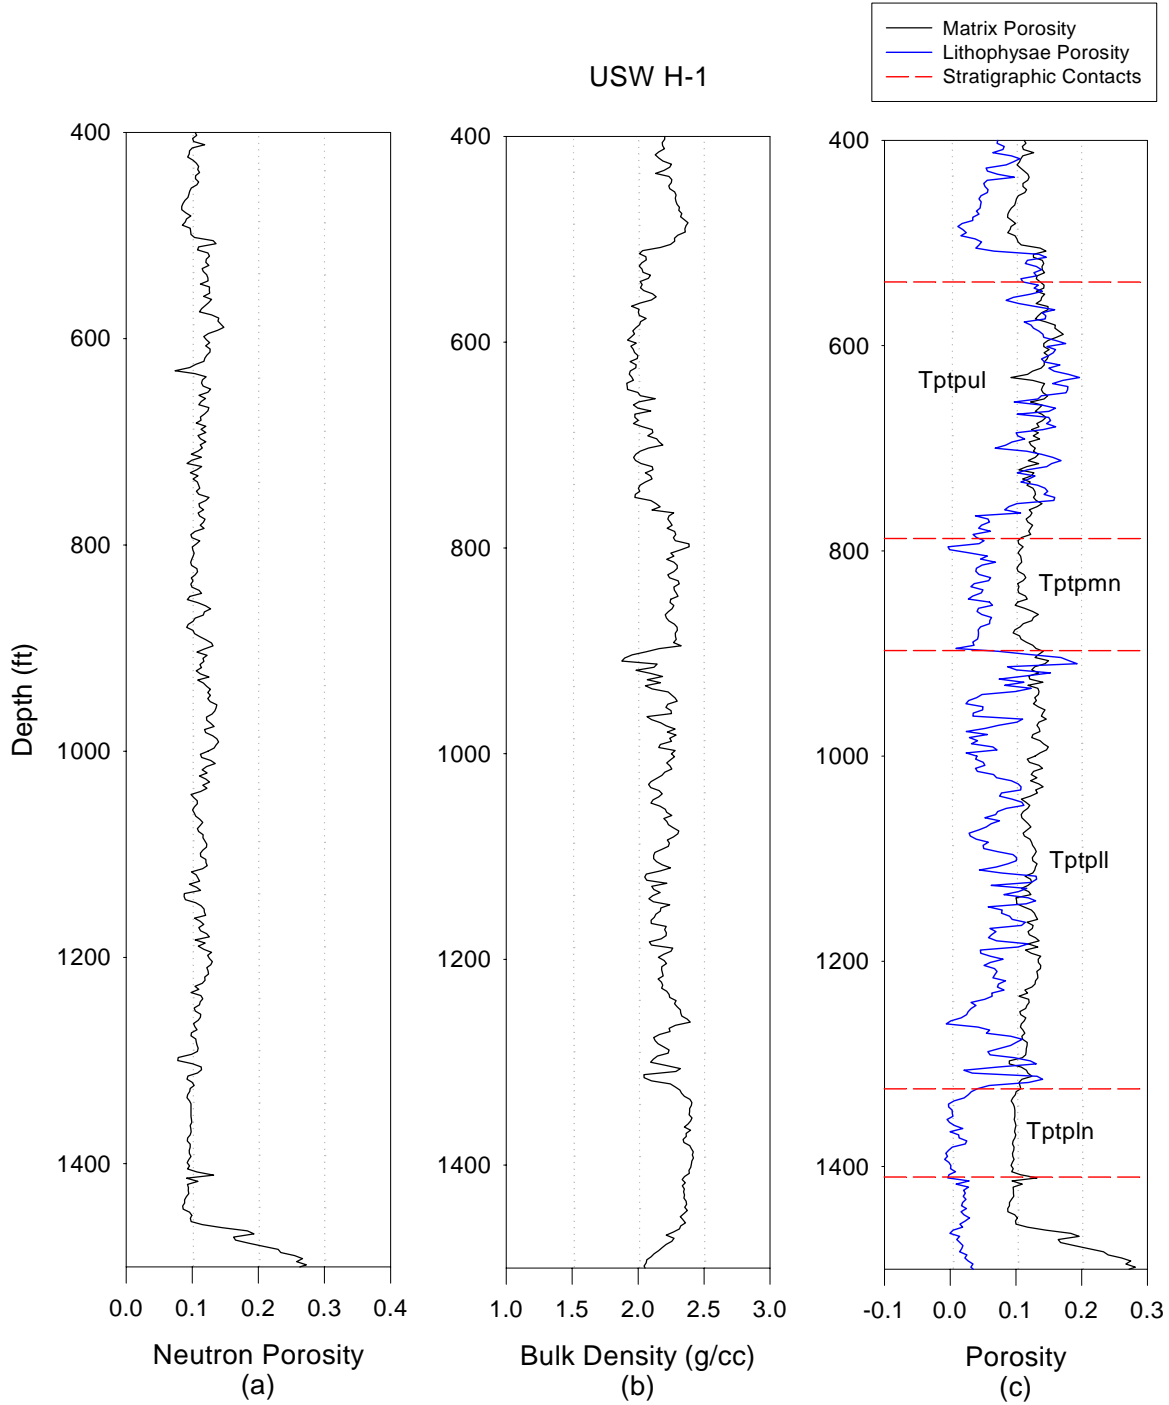 Matrix Porosity
Lithophysae Porosity
Stratigraphic Contacts
USW H-1
400
600
800
1000
1200
1400
Depth (ft)
0.0 0.1 0.2 0.3 0.4
Neutron Porosity
(a)
400
600
800
1000
1200
1400
1.0 1.5 2.0 2.5 3.0
Bulk Density (g/cc)
(b)
400
600
800
1000
1200
1400
Tptpul
Tptpmn
Tptpll
Tptpln
-0.1 0.0 0.1 0.2 0.3
Porosity
(c)